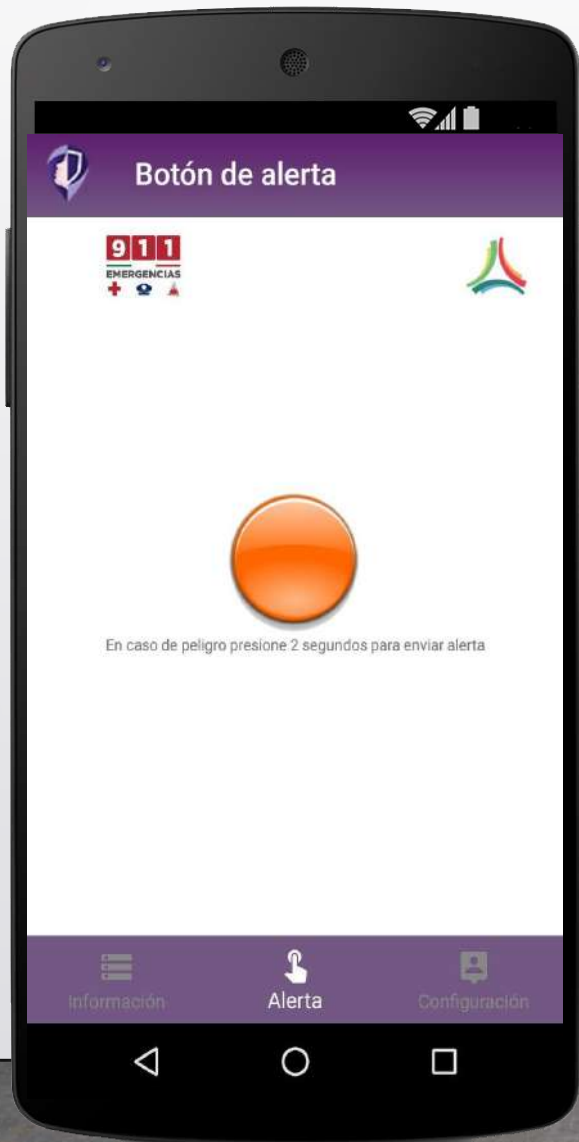 Botón de alerta
911
EMERGENCIAS
En caso de peligro presione 2 segundos para enviar alerta
Información
Alerta
Configuración